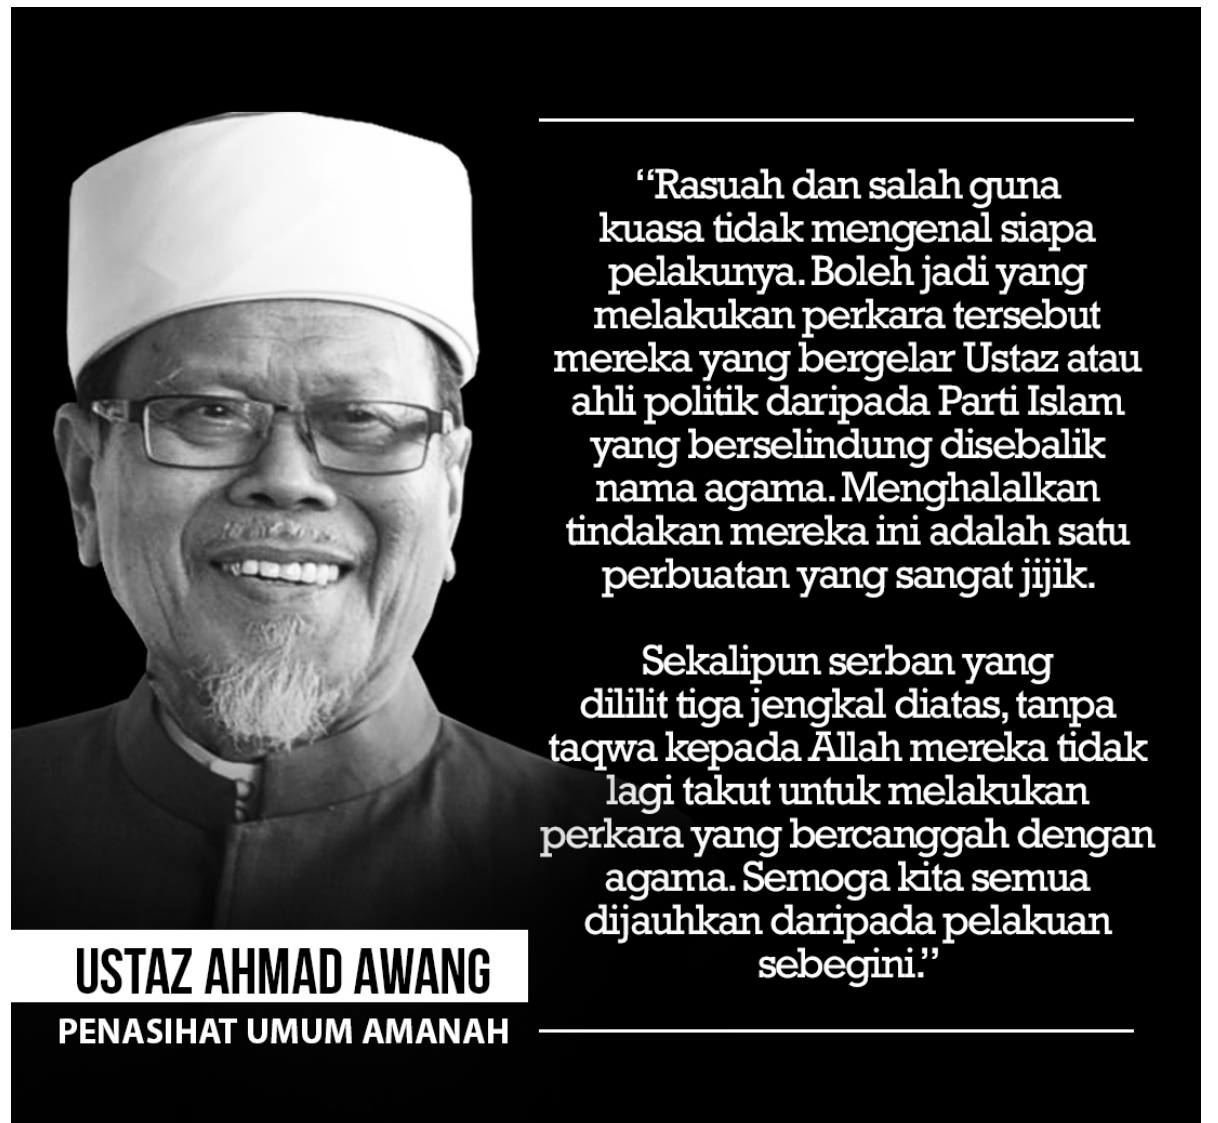 “Rasuah dan salah guna
kuasa tidak mengenal siapa
pelakunya. Boleh jadi yang
melakukan perkara tersebut
mereka yang bergelar Ustaz atau
ahli politik daripada Parti Islam
yang berselindung disebalik
nama agama. Menghalalkan
tindakan mereka ini adalah satu
perbuatan yang sangat jijik.
Sekalipun serban yang
dililit tiga jengkal diatas, tanpa
taqwa kepada Allah mereka tidak
lagi takut untuk melakukan
perkara yang bercanggah dengan
agama. Semoga kita semua
dijauhkan daripada pelakuan
sebegini.”
USTAZ AHMAD AWANG
PENASIHAT UMUM AMANAH